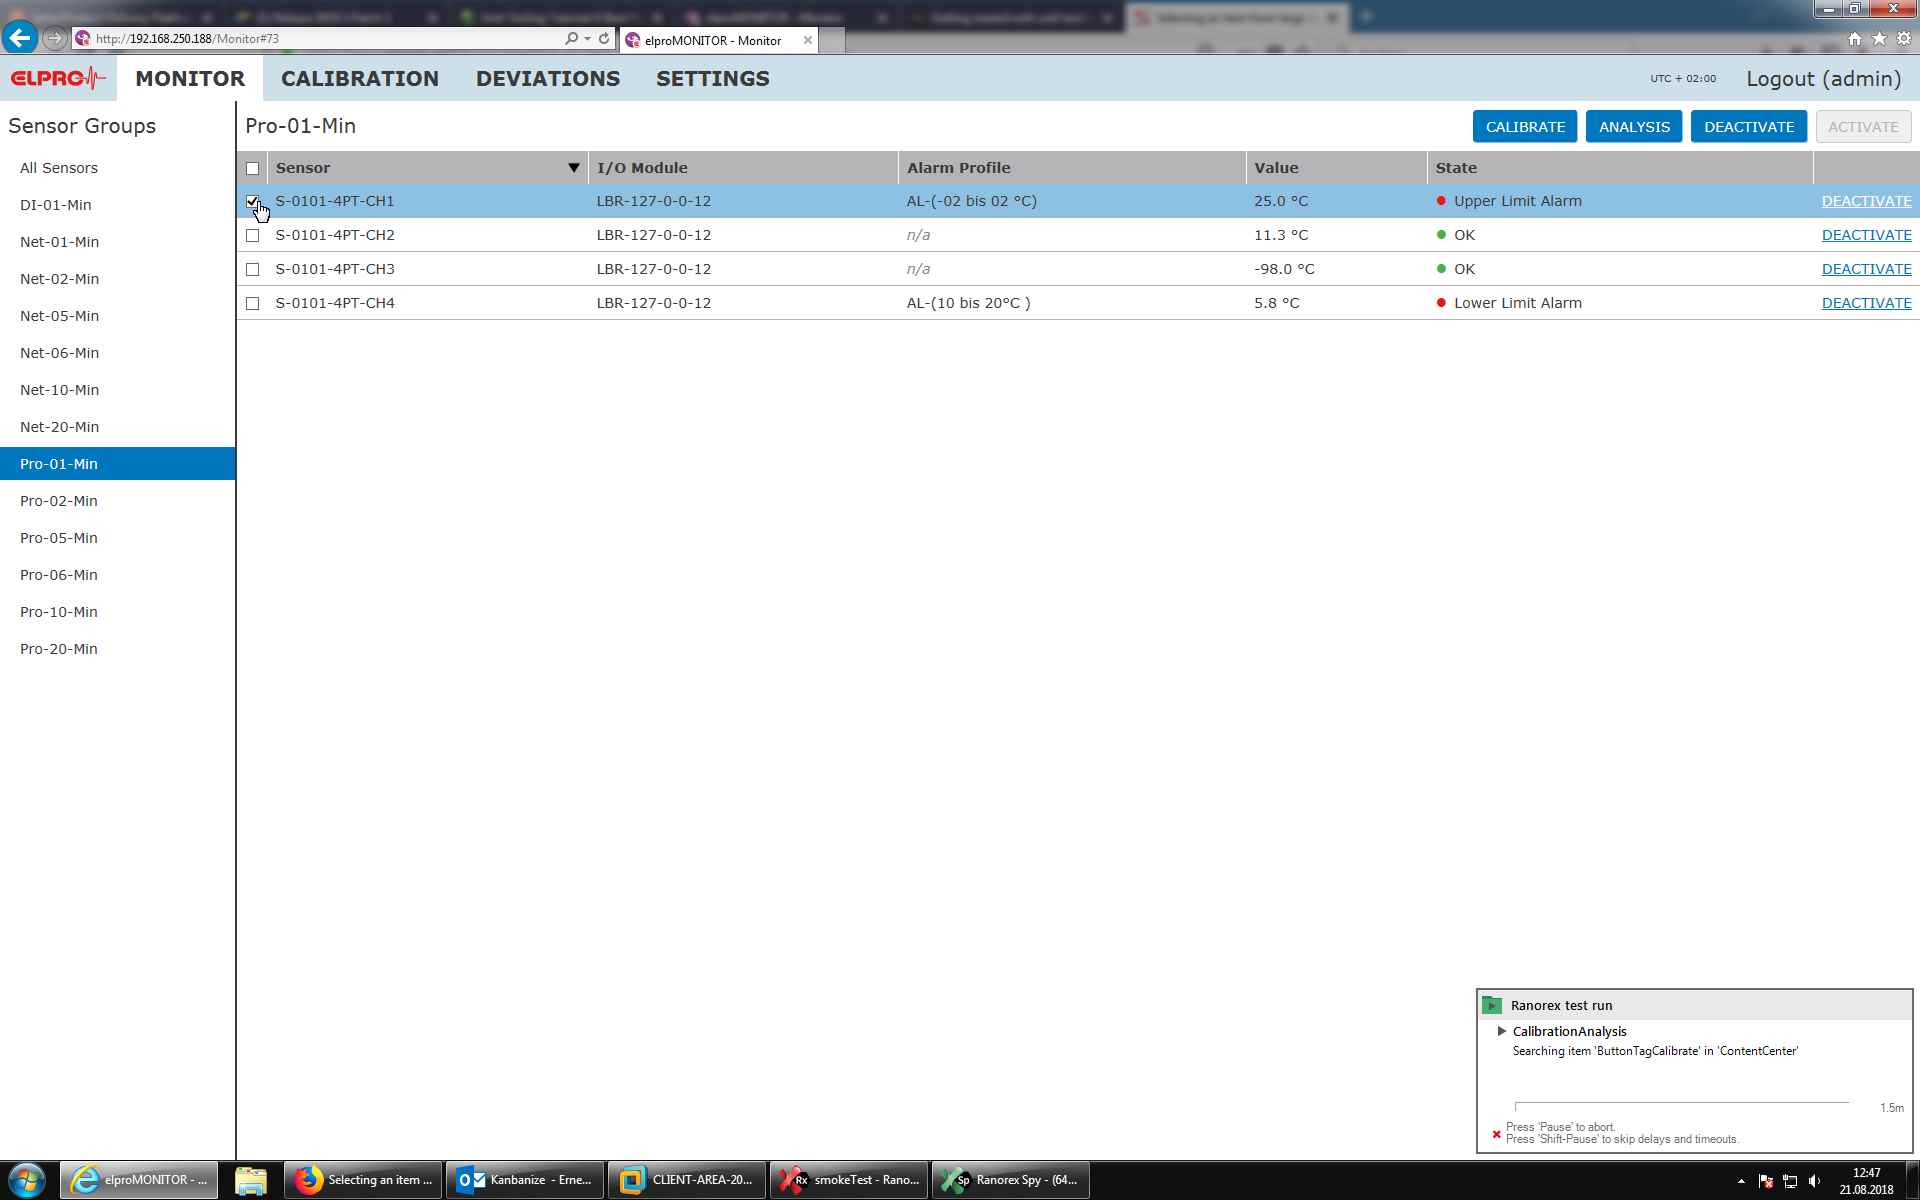 http://192.168.250.188/Monitor#73
elproMONITOR - Monitor
ELPRO
MONITOR
CALIBRATION
DEVIATIONS
SETTINGS
UTC + 02:00
Logout (admin)
Sensor Groups
All Sensors
DI-01-Min
Net-01-Min
Net-02-Min
Net-05-Min
Net-06-Min
Net-10-Min
Net-20-Min
Pro-01-Min
Pro-02-Min
Pro-05-Min
Pro-06-Min
Pro-10-Min
Pro-20-Min
Pro-01-Min
CALIBRATE
ANALYSIS
DEACTIVATE
ACTIVATE
Sensor I/O Module Alarm Profile Value State
S-0101-4PT-CH1 LBR-127-0-0-12 AL-(-02 bis 02 °C) 25.0 °C Upper Limit Alarm DEACTIVATE
S-0101-4PT-CH2 LBR-127-0-0-12 n/a 11.3 °C OK DEACTIVATE
S-0101-4PT-CH3 LBR-127-0-0-12 n/a -98.0 °C OK DEACTIVATE
S-0101-4PT-CH4 LBR-127-0-0-12 AL-(10 bis 20°C ) 5.8 °C Lower Limit Alarm DEACTIVATE
Ranorex test run
CalibrationAnalysis
Searching item 'ButtonTagCalibrate' in 'ContentCenter'
1.5m
Press 'Pause' to abort.
Press 'Shift-Pause' to skip delays and timeouts.
elproMONITOR - ...
Selecting an item ...
Kanbanize - Erne...
CLIENT-AREA-20...
smokeTest - Rano...
Ranorex Spy - (64...
12:47
21.08.2018